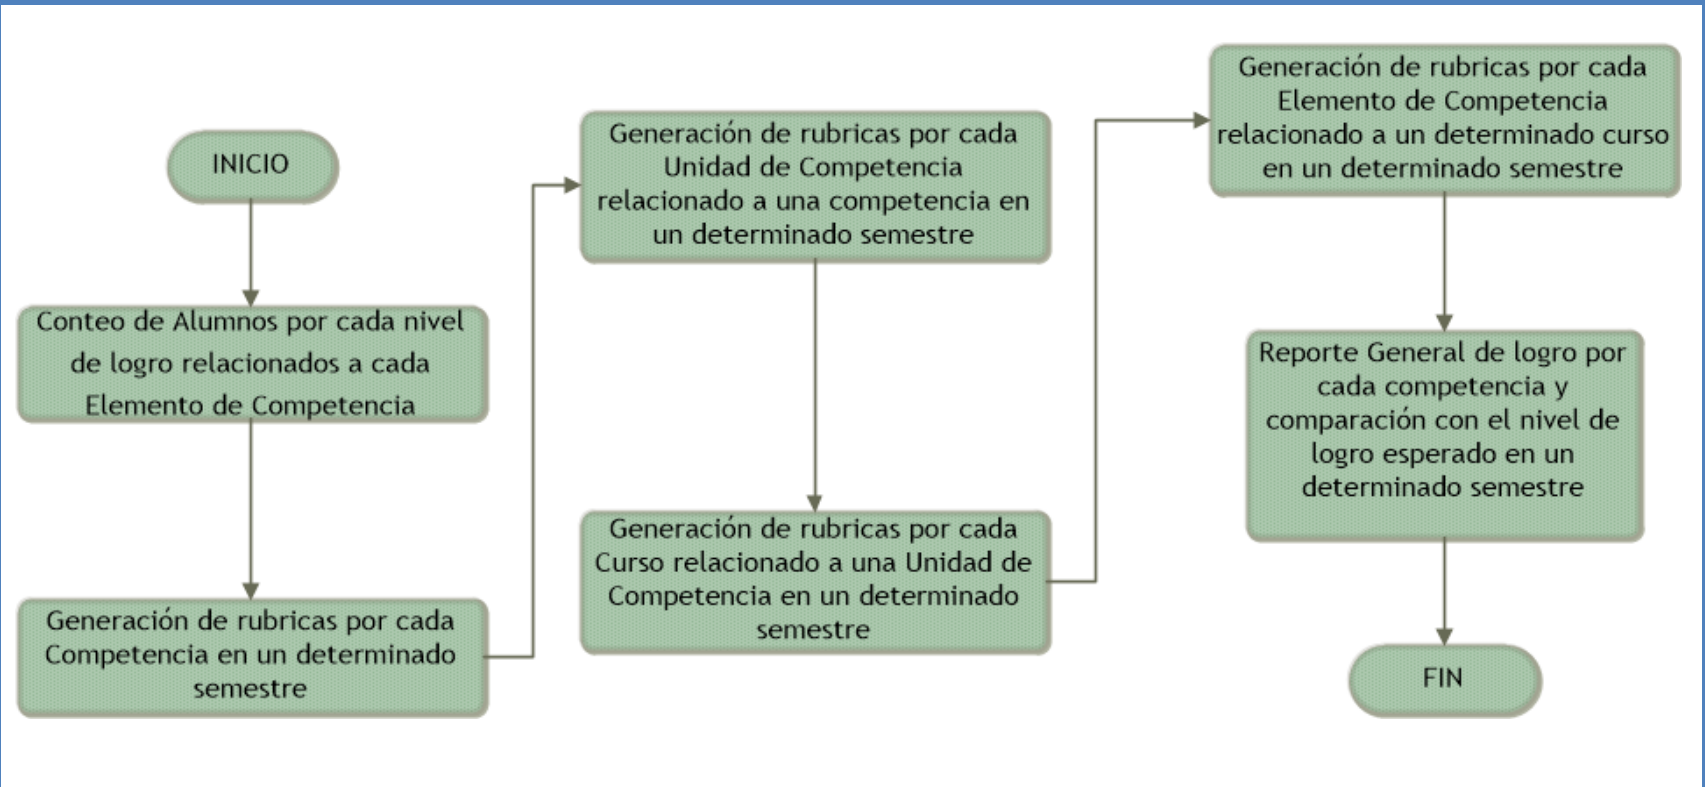 INICIO
Conteo de Alumnos por cada nivel
de logro relacionados a cada
Elemento de Competencia
Generación de rubricas por cada
Competencia en un determinado
semestre
Generación de rubricas por cada
Unidad de Competencia
relacionado a una competencia en
un determinado semestre
Generación de rubricas por cada
Curso relacionado a una Unidad de
Competencia en un determinado
semestre
Generación de rubricas por cada
Elemento de Competencia
relacionado a un determinado curso
en un determinado semestre
Reporte General de logro por
cada competencia y
comparación con el nivel de
logro esperado en un
determinado semestre
FIN